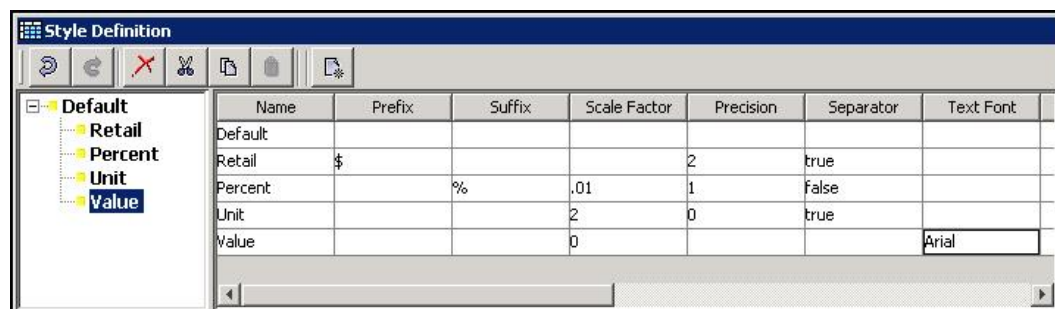 Style Definition
Default
Retail
Percent
Unit
Value
Name Prefix Suffix Scale Factor Precision Separator Text Font
Default
Retail $ 2 true
Percent % .01 1 false
Unit 2 0 true
Value 0 Arial